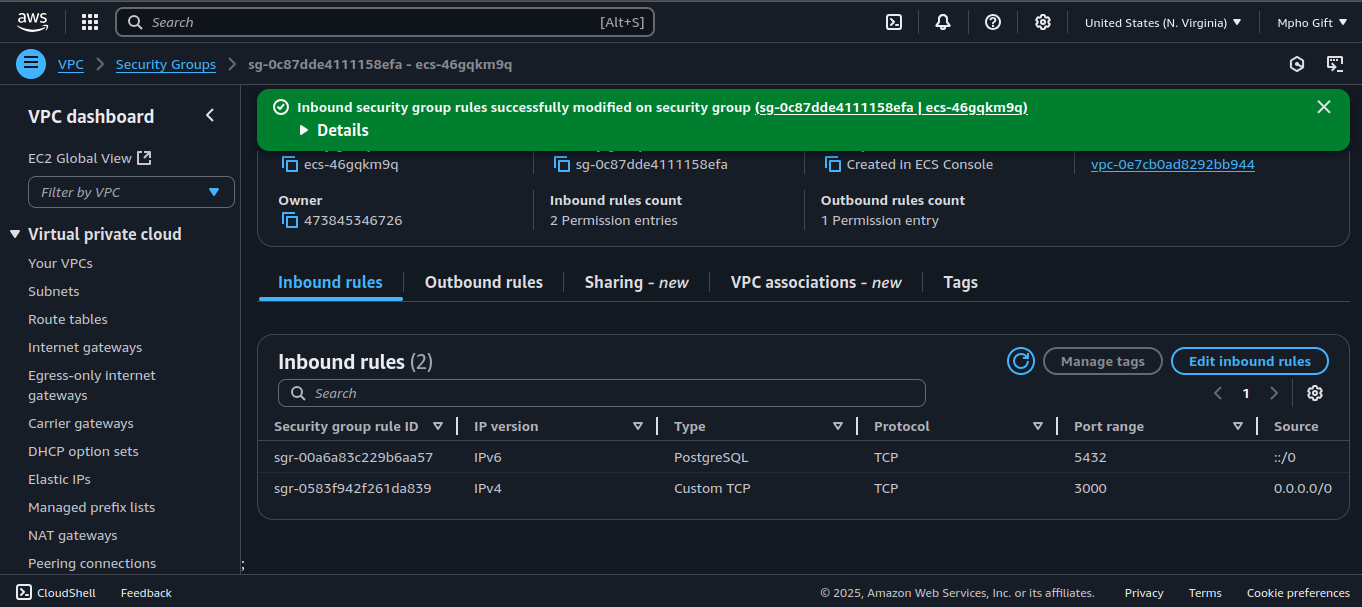 aws
Search [Alt+S]
United States (N. Virginia) Mpho Gift
VPC Security Groups sg-0c87dde4111158efa - ecs-46gqkm9q
VPC dashboard
EC2 Global View
Filter by VPC
Virtual private cloud
Your VPCs
Subnets
Route tables
Internet gateways
Egress-only internet
gateways
Carrier gateways
DHCP option sets
Elastic IPs
Managed prefix lists
NAT gateways
Peering connections
Inbound security group rules successfully modified on security group (sg-0c87dde4111158efa | ecs-46gqkm9q)
Details
ecs-46gqkm9q sg-0c87dde4111158efa Created in ECS Console vpc-0e7cb0ad8292bb944
Owner Inbound rules count Outbound rules count
473845346726 2 Permission entries 1 Permission entry
Inbound rules Outbound rules Sharing - new VPC associations - new Tags
Inbound rules (2) Manage tags Edit inbound rules
Search 1
Security group rule ID IP version Type Protocol Port range Source
sgr-00a6a83c229b6aa57 IPv6 PostgreSQL TCP 5432 ::/0
sgr-0583f942f261da839 IPv4 Custom TCP TCP 3000 0.0.0.0/0
;
CloudShell Feedback © 2025, Amazon Web Services, Inc. or its affiliates. Privacy Terms Cookie preferences